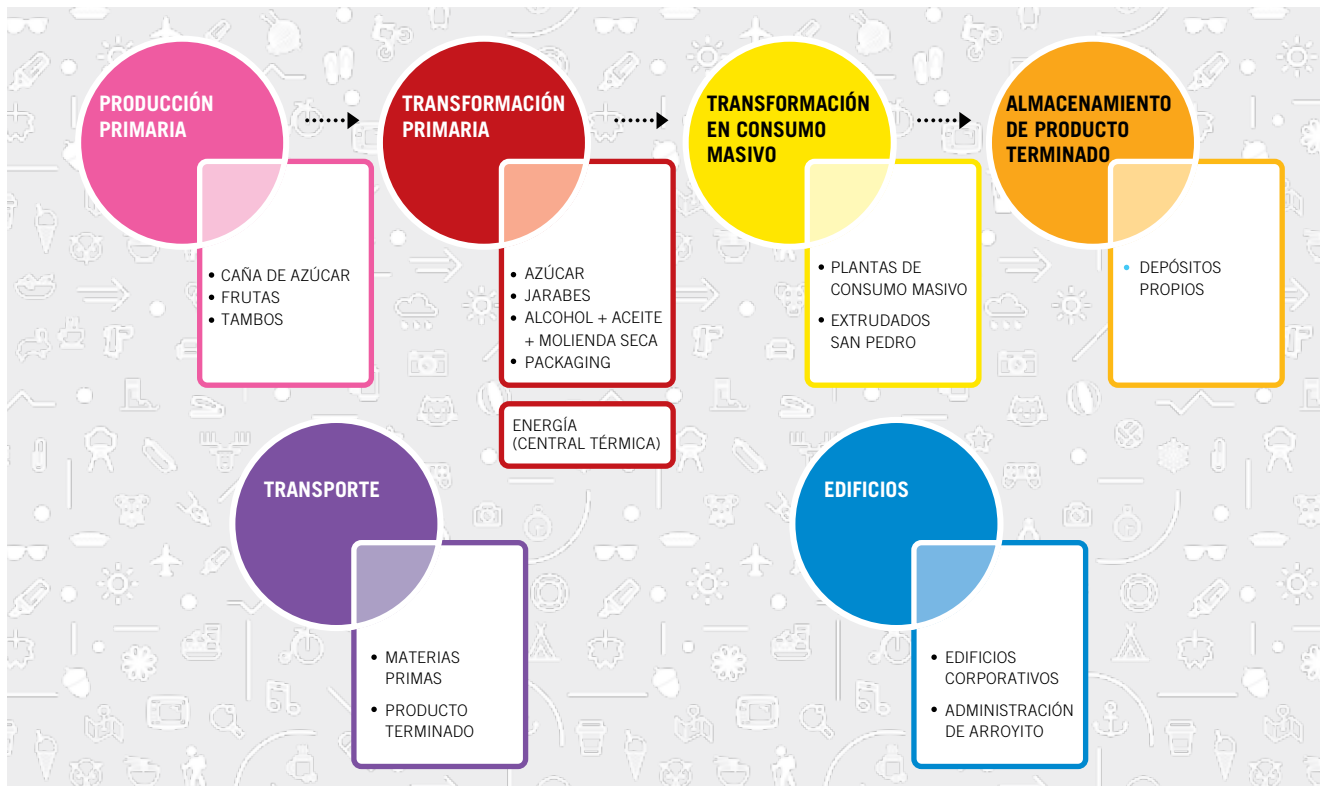 PRODUCCIÓN
PRIMARIA
• CAÑA DE AZÚCAR
• FRUTAS
• TAMBOS
TRANSFORMACIÓN
PRIMARIA
• AZÚCAR
• JARABES
• ALCOHOL + ACEITE
+ MOLIENDA SECA
• PACKAGING
ENERGÍA
(CENTRAL TÉRMICA)
TRANSFORMACIÓN
EN CONSUMO
MASIVO
• PLANTAS DE
CONSUMO MASIVO
• EXTRUDADOS
SAN PEDRO
ALMACENAMIENTO
DE PRODUCTO
TERMINADO
• DEPÓSITOS
PROPIOS
TRANSPORTE
• MATERIAS
PRIMAS
• PRODUCTO
TERMINADO
EDIFICIOS
• EDIFICIOS
CORPORATIVOS
• ADMINISTRACIÓN
DE ARROYITO